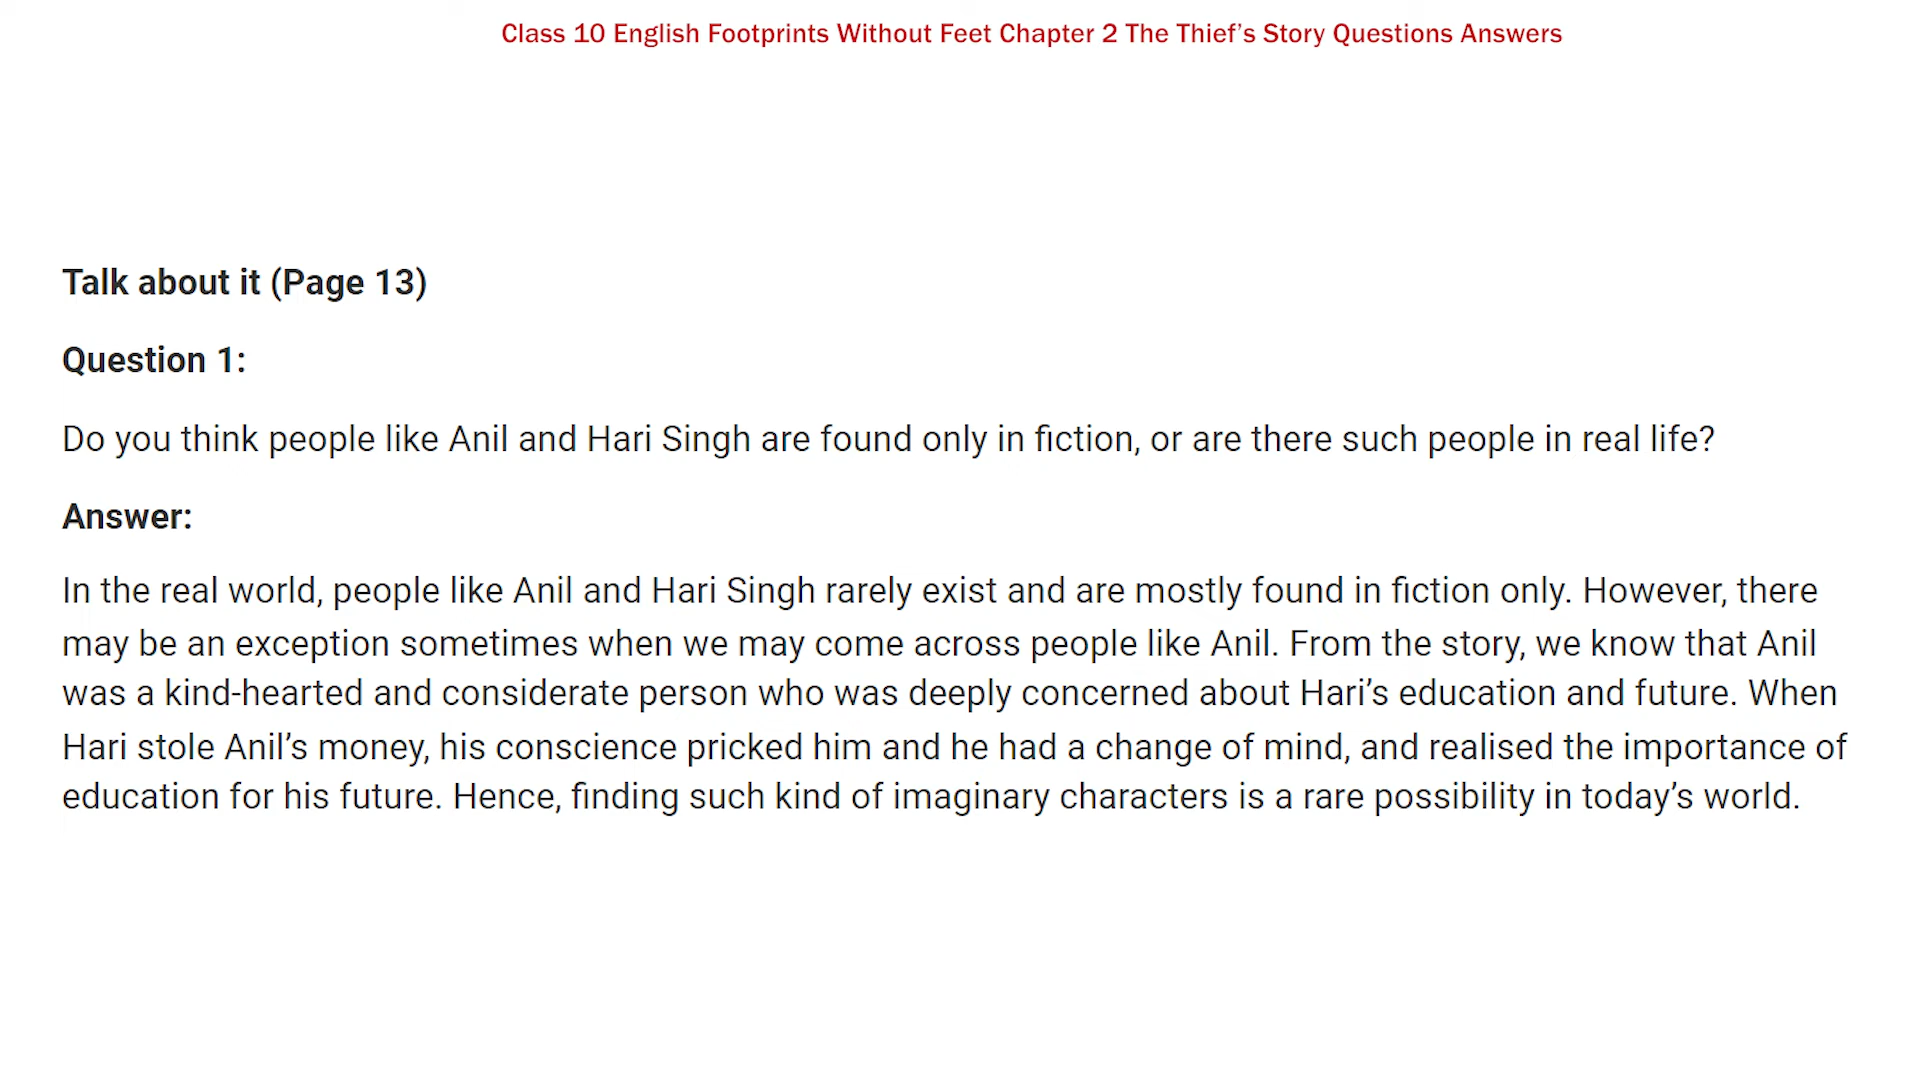 Class 10 English Footprints Without Feet Chapter 2 The Thief’s Story Questions Answers
Talk about it (Page 13)
Question 1:
Do you think people like Anil and Hari Singh are found only in fiction, or are there such people in real life?
Answer:
In the real world, people like Anil and Hari Singh rarely exist and are mostly found in fiction only. However, there
may be an exception sometimes when we may come across people like Anil. From the story, we know that Anil
was a kind-hearted and considerate person who was deeply concerned about Hari’s education and future. When
Hari stole Anil’s money, his conscience pricked him and he had a change of mind, and realised the importance of
education for his future. Hence, finding such kind of imaginary characters is a rare possibility in today’s world.